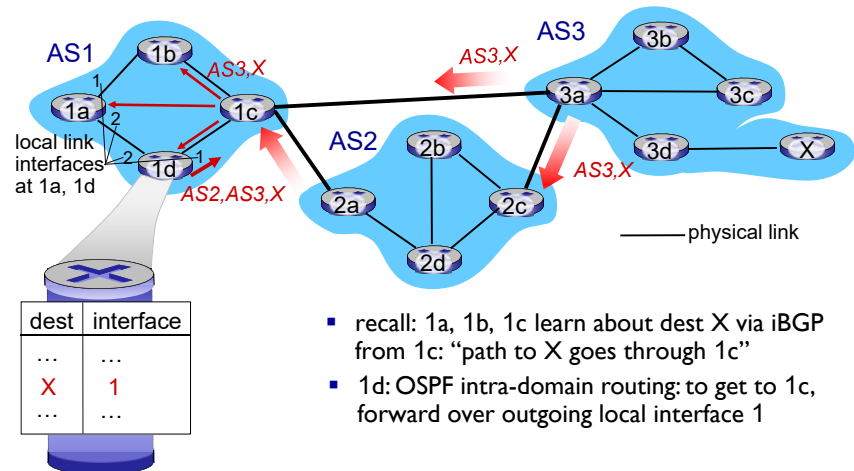 AS1
AS3
1b
3b
AS3,X
AS3,X
1
1a
1c
3a
3c
AS2
2
local link
interfaces
at 1a, 1d
2
1d
1
2b
3d
X
AS3,X
AS2,AS3,X
2a
2c
physical link
2d
dest interface
… …
X 1
… …
▪ recall: 1a, 1b, 1c learn about dest X via iBGP
from 1c: “path to X goes through 1c”
▪ 1d: OSPF intra-domain routing: to get to 1c,
forward over outgoing local interface 1